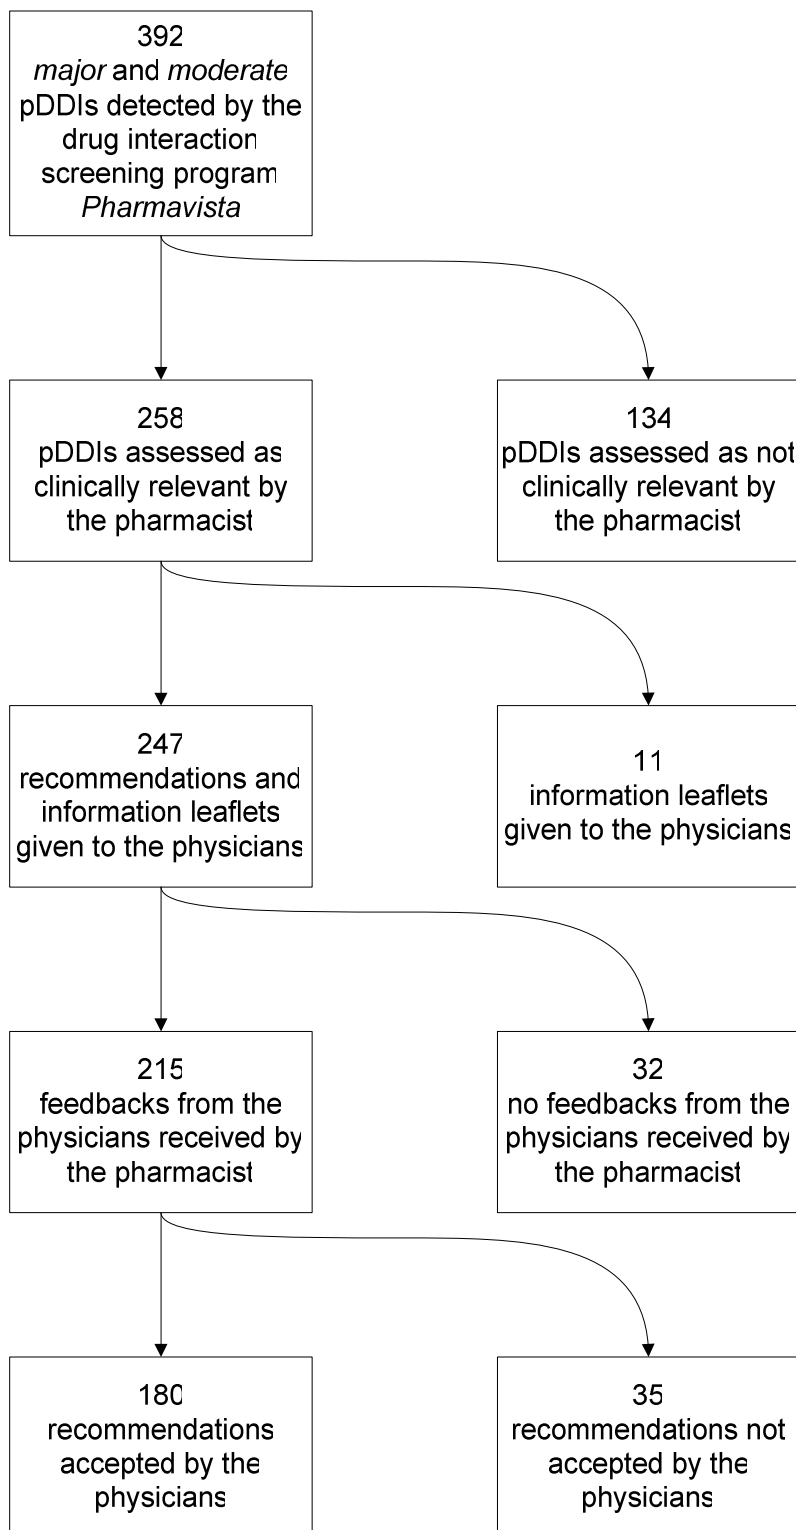 392
major and moderate
pDDIs detected by the
drug interaction
screening program
Pharmavista
258
pDDIs assessed as
clinically relevant by
the pharmacist
134
pDDIs assessed as not
clinically relevant by
the pharmacist
247
recommendations and
information leaflets
given to the physicians
11
information leaflets
given to the physicians
215
feedbacks from the
physicians received by
the pharmacist
32
no feedbacks from the
physicians received by
the pharmacist
180
recommendations
accepted by the
physicians
35
recommendations not
accepted by the
physicians